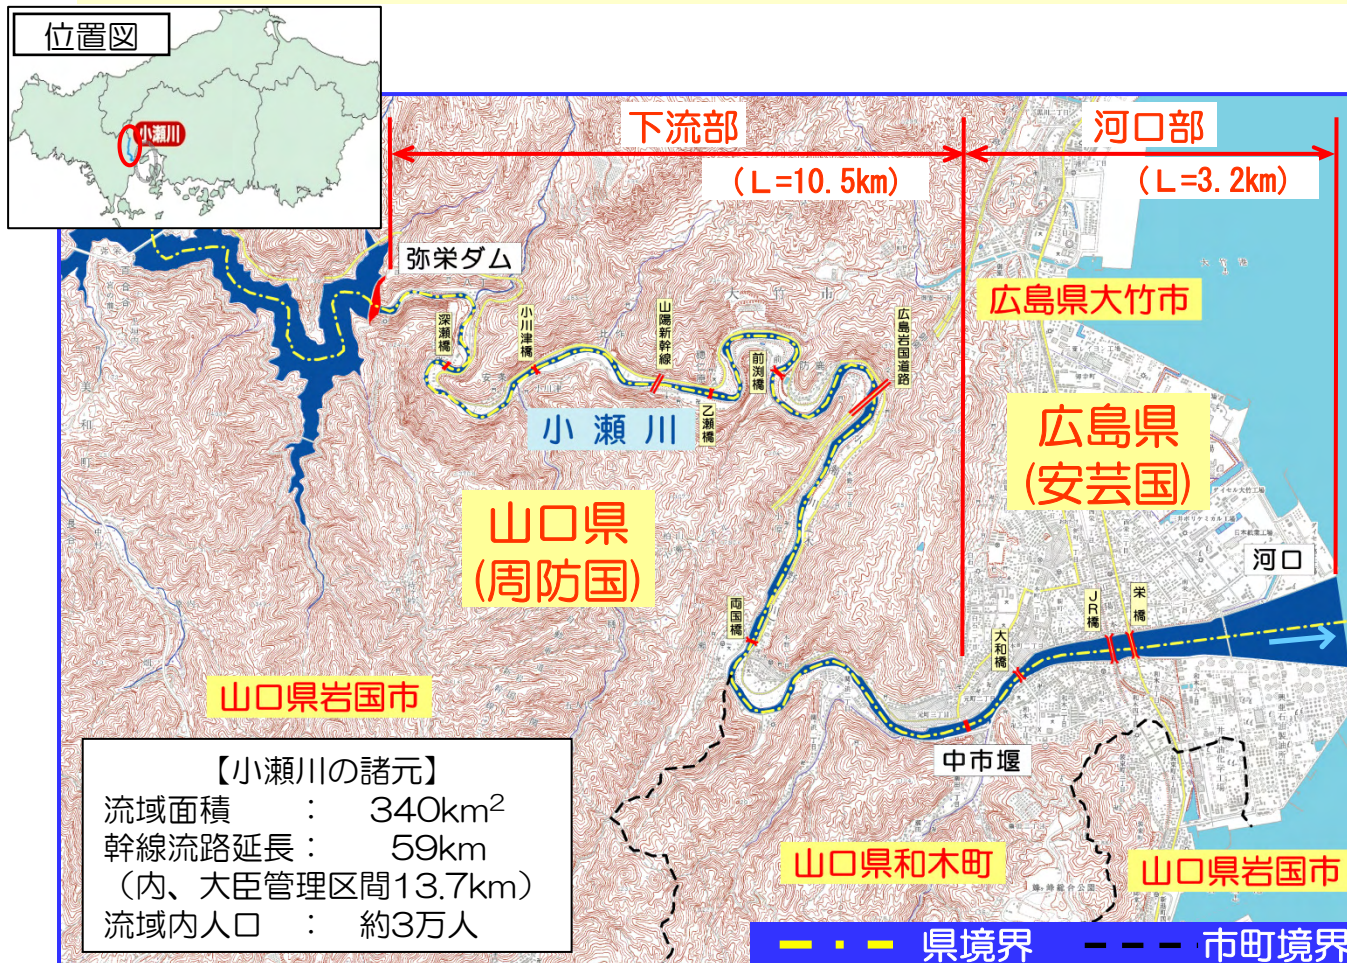 位置図
小瀬川
下流部
(L=10.5km)
河口部
(L=3.2km)
弥栄ダム
深瀬橋
小川津橋
山陽新幹線
乙瀬橋
前渕橋
広島岩国道路
大竹市
広島県大竹市
小瀬川
広島県
(安芸国)
山口県
(周防国)
美和町
両国橋
大和橋
JR橋
栄橋
河口
中市堰
山口県岩国市
【小瀬川の諸元】
流域面積 : 340km²
幹線流路延長: 59km
(内、大臣管理区間13.7km)
流域内人口 : 約3万人
山口県和木町
山口県岩国市
県境界
市町境界